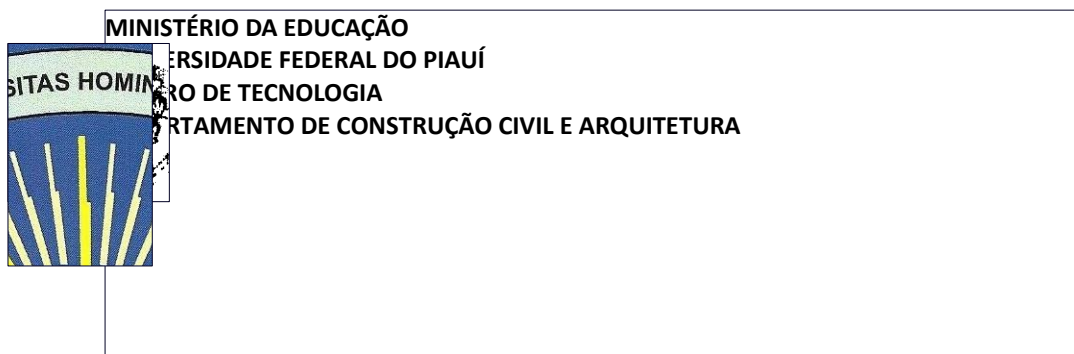 MINISTÉRIO DA EDUCAÇÃO
ERSIDADE FEDERAL DO PIAUÍ
RO DE TECNOLOGIA
RTAMENTO DE CONSTRUÇÃO CIVIL E ARQUITETURA
SITAS HOMIN